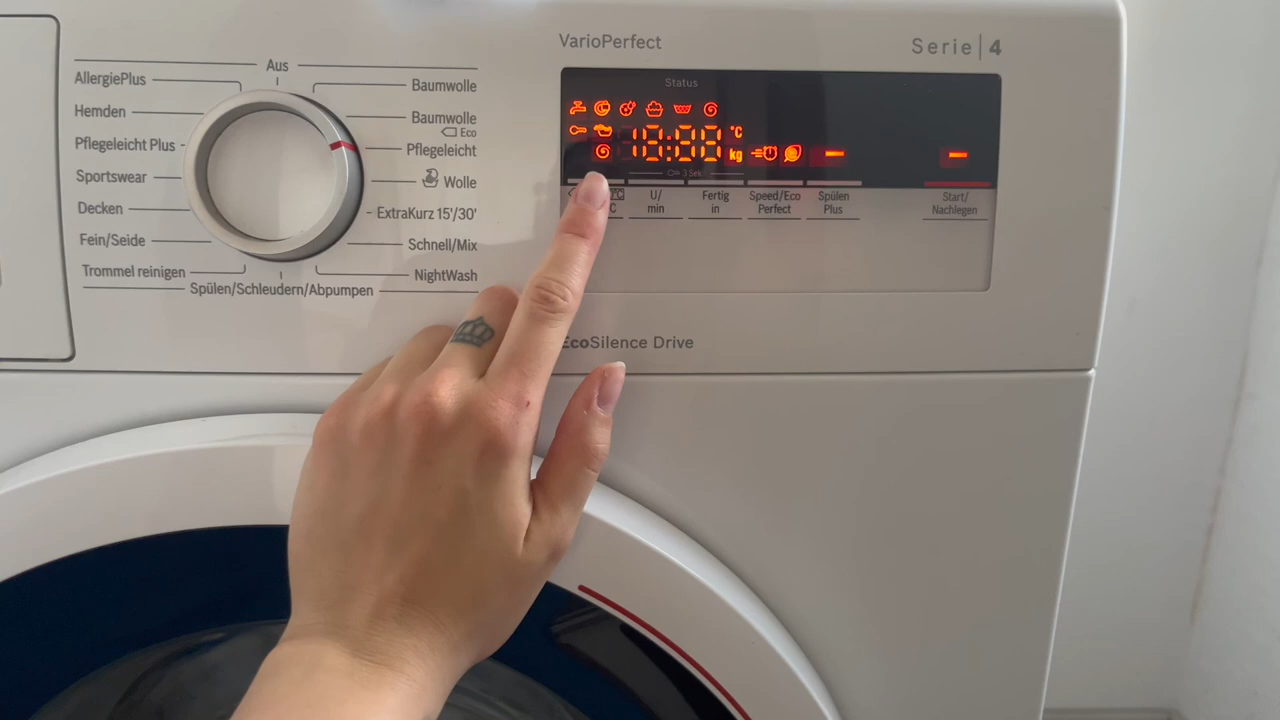 VarioPerfect
Serie | 4
Status
Aus
AllergiePlus
Hemden
Pflegeleicht Plus
Sportswear
Decken
Fein/Seide
Trommel reinigen
Spülen/Schleudern/Abpumpen
Baumwolle
Baumwolle
Eco
Pflegeleicht
Wolle
ExtraKurz 15'/30'
Schnell/Mix
NightWash
18:88 °C
kg
3 Sek.
U/
min
Fertig
in
Speed/Eco
Perfect
Spülen
Plus
Start/
Nachlegen
EcoSilence Drive